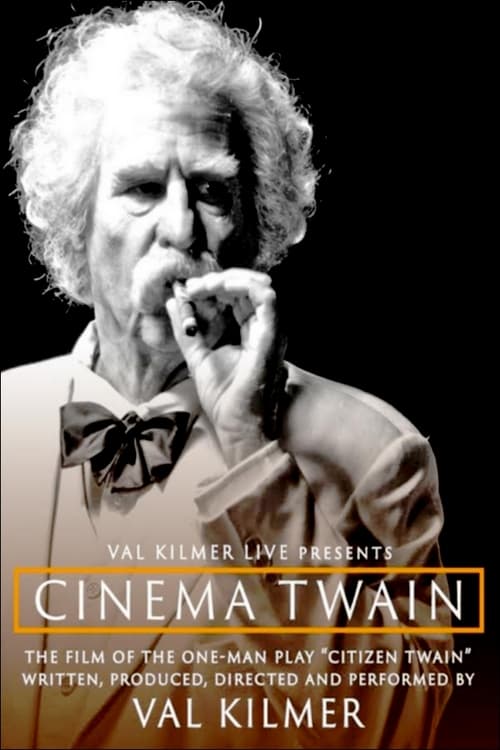 VAL KILMER LIVE PRESENTS
CINEMA TWAIN
THE FILM OF THE ONE-MAN PLAY "CITIZEN TWAIN"
WRITTEN, PRODUCED, DIRECTED AND PERFORMED BY
VAL KILMER